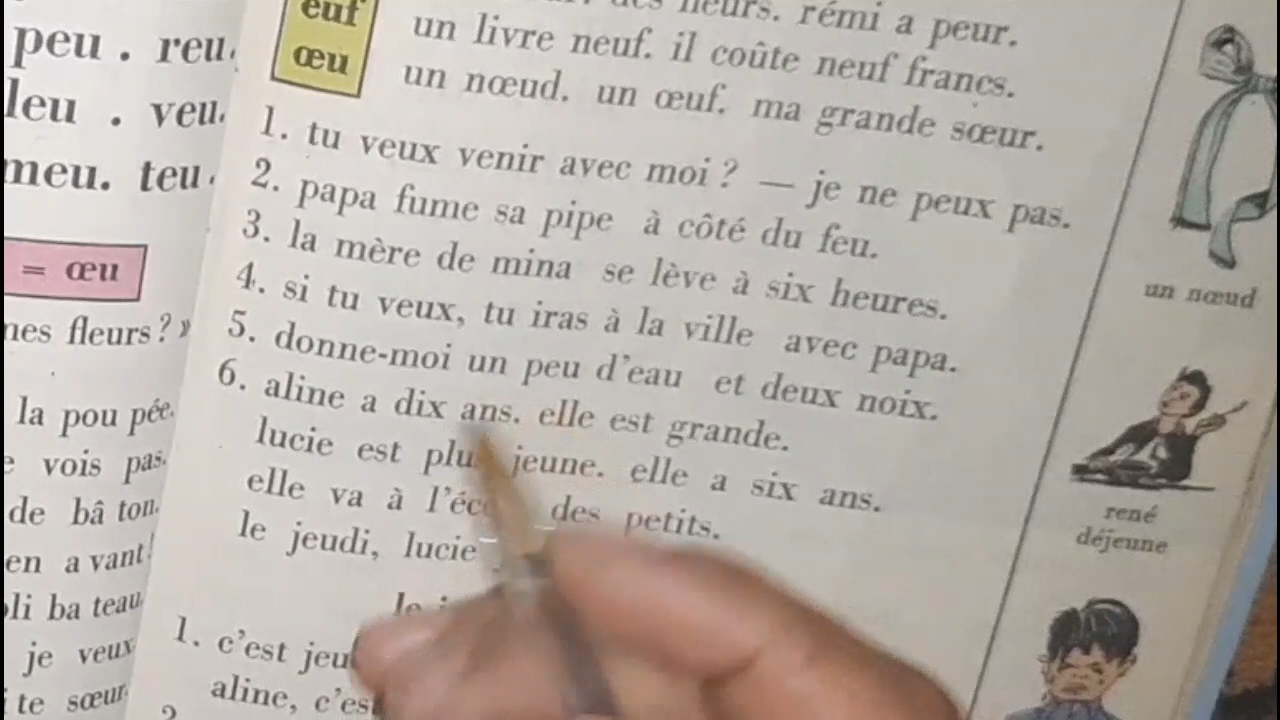 peu . reu.
leu . veu.
meu. teu.
= œu
fleurs ? »
la pou pée.
vois pas.
de bâ ton.
en a vant!
ba teau.
je veux
te sœur
euf
œu
fleurs. rémi a peur.
un livre neuf. il coûte neuf francs.
un nœud. un œuf. ma grande sœur.
1. tu veux venir avec moi ? — je ne peux pas.
2. papa fume sa pipe à côté du feu.
3. la mère de mina se lève à six heures.
4. si tu veux, tu iras à la ville avec papa.
5. donne-moi un peu d'eau et deux noix.
6. aline a dix ans. elle est grande.
lucie est plus jeune. elle a six ans.
elle va à l'éc des petits.
le jeudi, lucie
1. c'est jeu
aline, c'es
2
un nœud
rené
déjeune